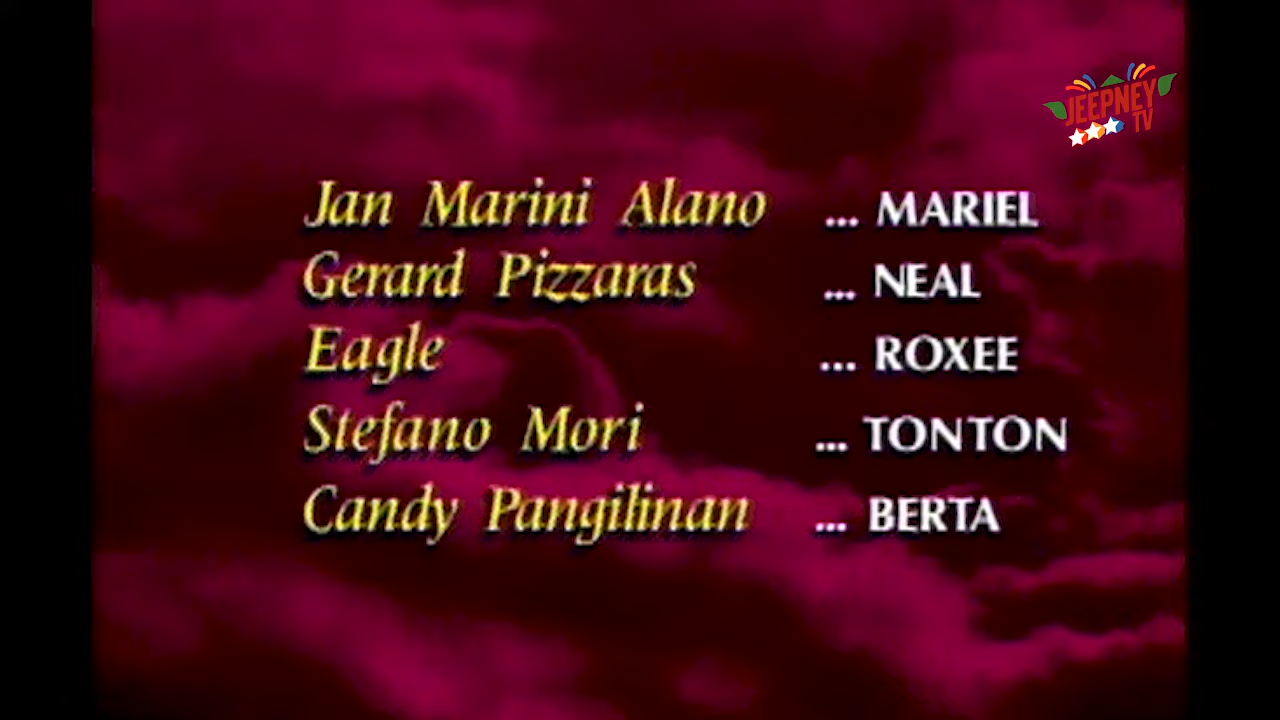 JEEPNEY
TV
Jan Marini Alano ... MARIEL
Gerard Pizzaras ... NEAL
Eagle ... ROXEE
Stefano Mori ... TONTON
Candy Pangilinan ... BERTA